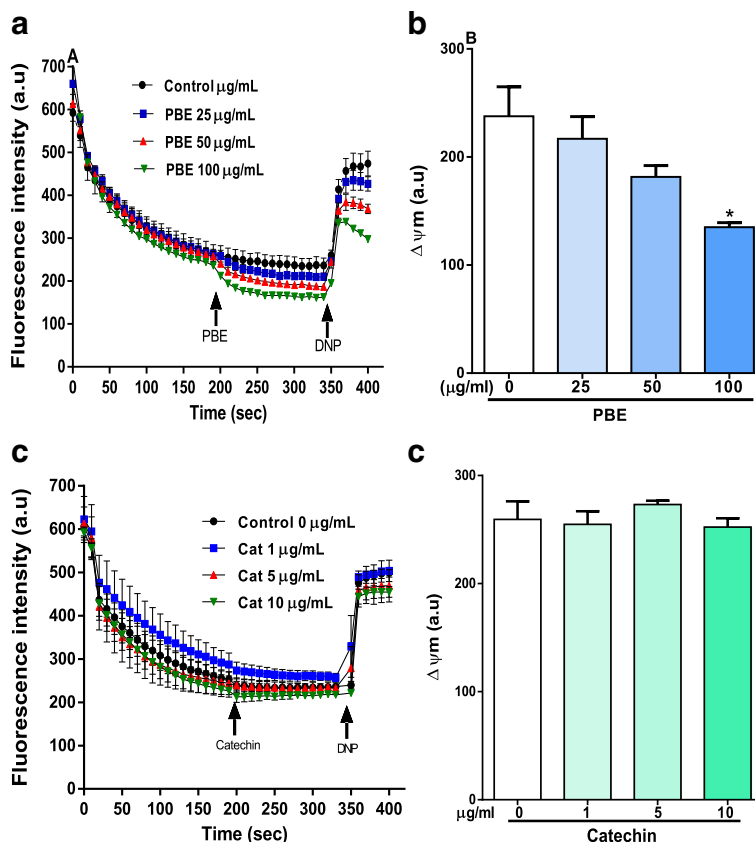 a
A
Fluorescence intensity (a.u)
700
600
500
400
300
200
100
0
Control µg/mL
PBE 25 µg/mL
PBE 50 µg/mL
PBE 100 µg/mL
PBE
DNP
0 50 100 150 200 250 300 350 400
Time (sec)
b
B
Δ ψm (a.u)
300
200
100
0
*
(µg/ml) 0 25 50 100
PBE
c
Fluorescence intensity (a.u)
700
600
500
400
300
200
100
0
Control 0 µg/mL
Cat 1 µg/mL
Cat 5 µg/mL
Cat 10 µg/mL
Catechin
DNP
0 50 100 150 200 250 300 350 400
Time (sec)
c
Δ ψm (a.u)
300
200
100
0
µg/ml 0 1 5 10
Catechin